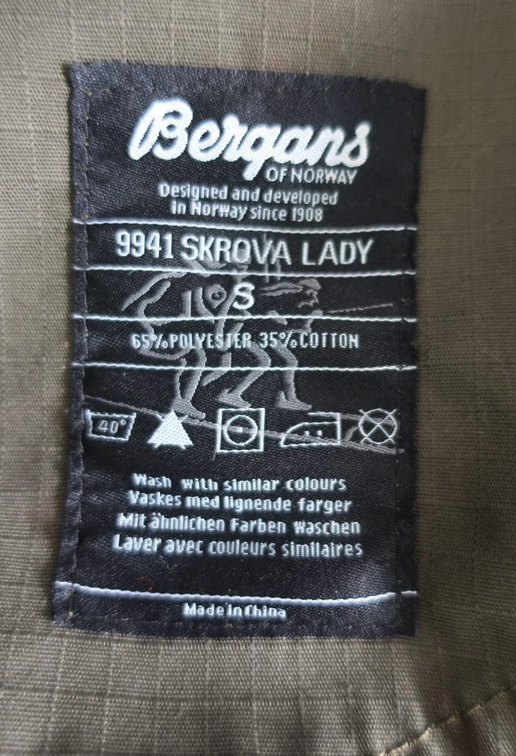 Bergans
OF NORWAY
Designed and developed
in Norway since 1908
9941 SKROVA LADY
S
65%POLYESTER 35%COTTON
40°
Wash with similar colours
Vaskes med lignende farger
Mit ähnlichen Farben waschen
Laver avec couleurs similaires
Made in China